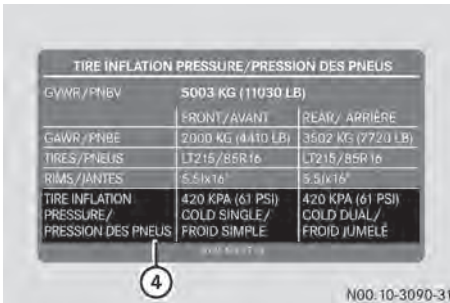 TIRE INFLATION PRESSURE/PRESSION DES PNEUS
GVWR/PNBV 5003 KG (11030 LB)
FRONT/AVANT REAR/ ARRIÈRE
GAWR/PNBE 2000 KG (4410 LB) 3502 KG (7720 LB)
TIRES/PNEUS LT215/85R16 LT215/85R16
RIMS/JANTES 5.5Jx16" 5.5Jx16"
TIRE INFLATION 420 KPA (61 PSI) 420 KPA (61 PSI)
PRESSURE/ COLD SINGLE/ COLD DUAL/
PRESSION DES PNEUS FROID SIMPLE FROID JUMELÉ
4
N00.10-3090-31